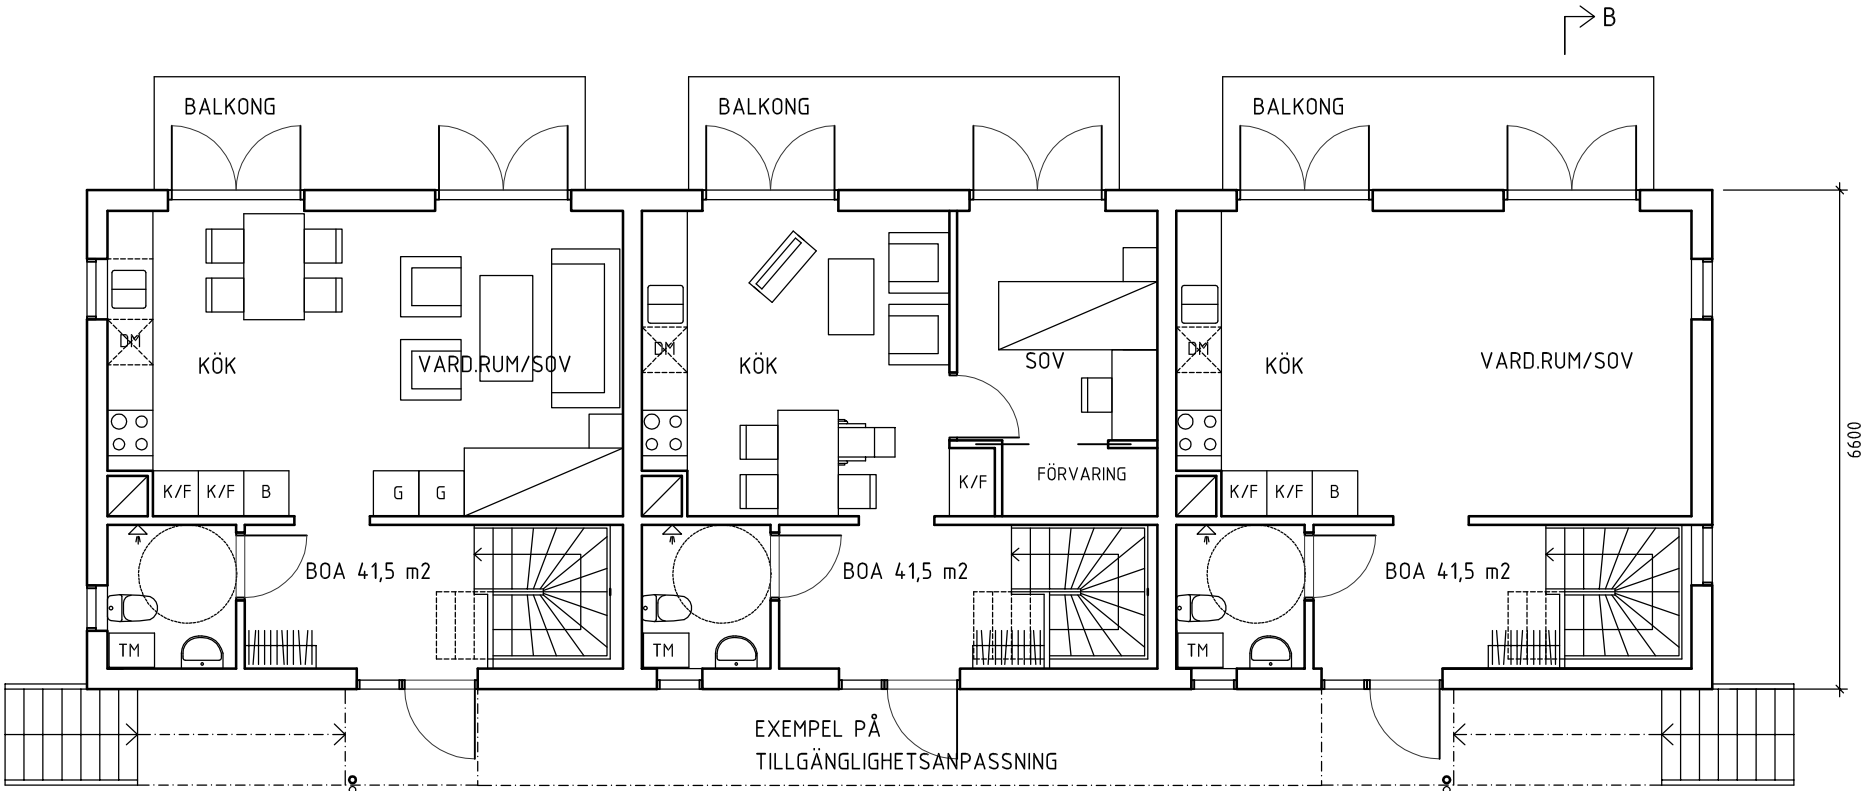 B
BALKONG
BALKONG
BALKONG
DM
KÖK
VARD.RUM/SOV
K/F
K/F
B
G
G
BOA 41,5 m2
TM
DM
KÖK
SOV
K/F
FÖRVARING
BOA 41,5 m2
TM
DM
KÖK
VARD.RUM/SOV
K/F
K/F
B
BOA 41,5 m2
TM
6600
EXEMPEL PÅ
TILLGÄNGLIGHETSANPASSNING